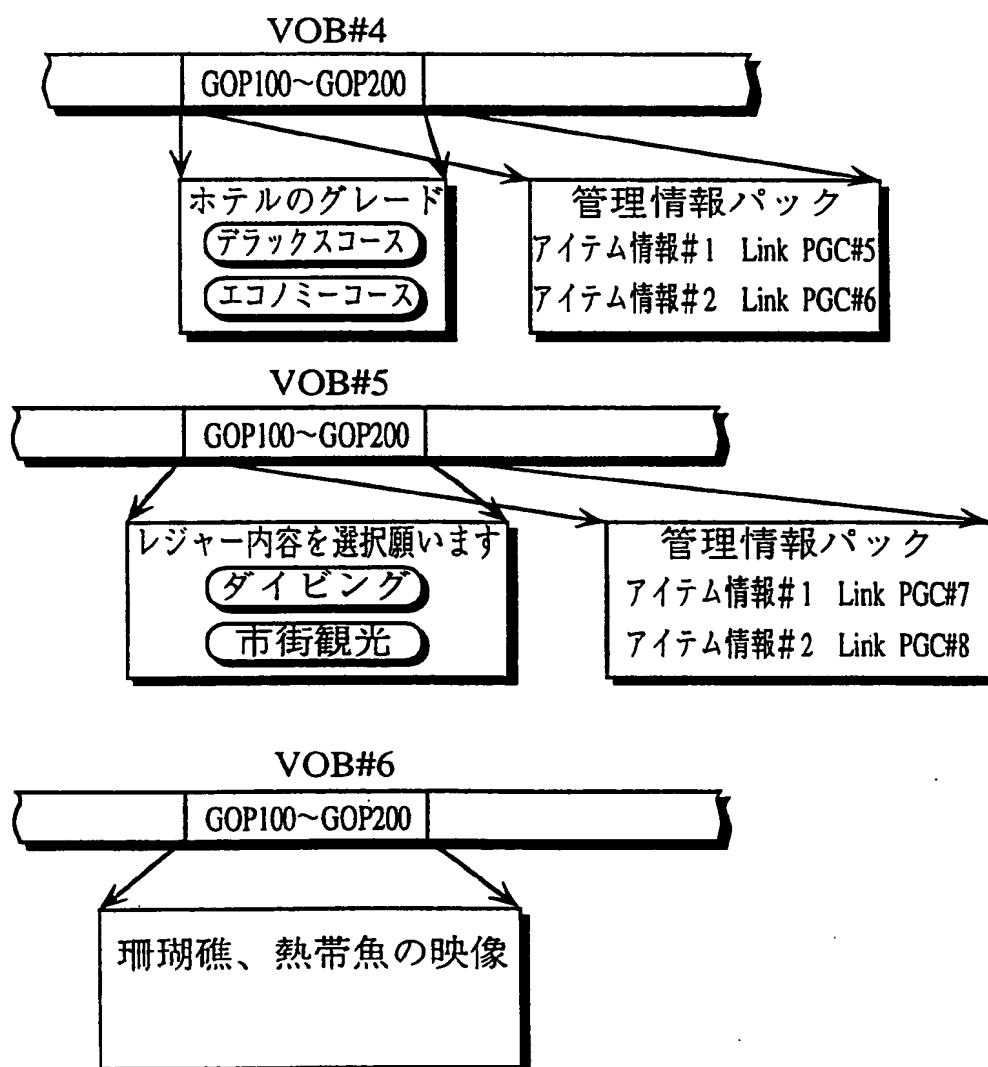 VOB#4
GOP100~GOP200
ホテルのグレード
デラックスコース
エコノミーコース
管理情報パック
アイテム情報#1 Link PGC#5
アイテム情報#2 Link PGC#6
VOB#5
GOP100~GOP200
レジャー内容を選択願います
ダイビング
市街観光
管理情報パック
アイテム情報#1 Link PGC#7
アイテム情報#2 Link PGC#8
VOB#6
GOP100~GOP200
珊瑚礁、熱帯魚の映像